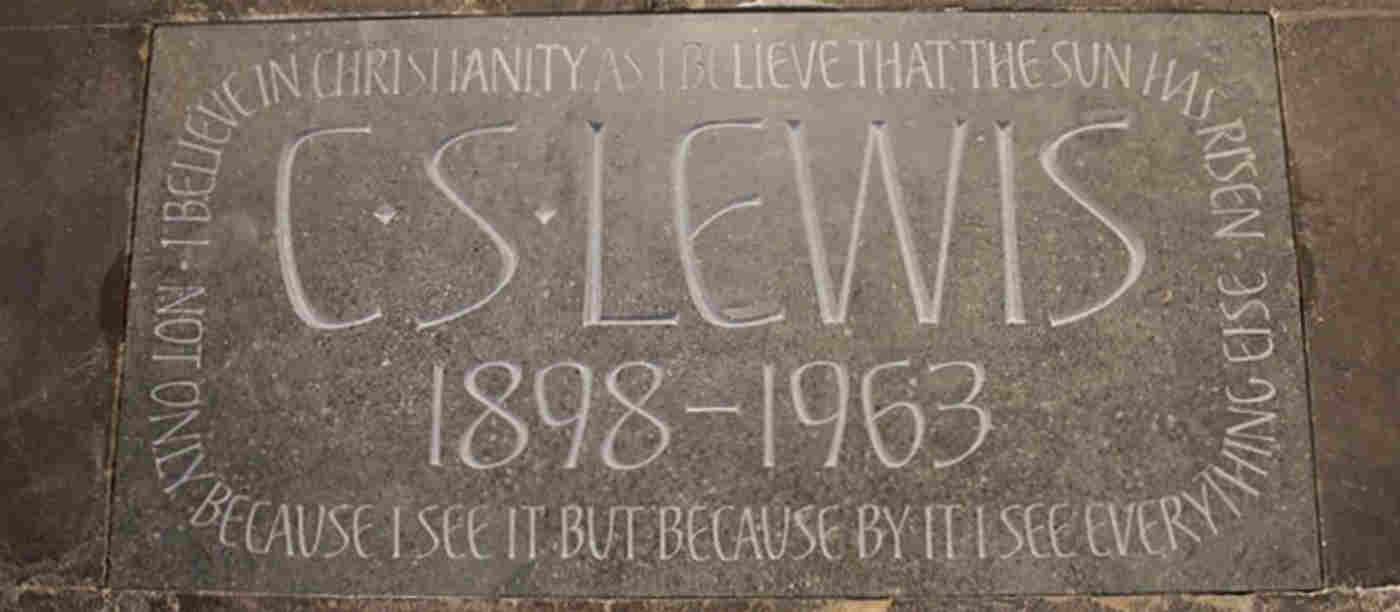 · I BELIEVE IN CHRISTIANITY AS I BELIEVE THAT THE SUN HAS RISEN
NOT ONLY BECAUSE I SEE IT BUT BECAUSE BY IT I SEE EVERYTHING ELSE
C·S·LEWIS
1898–1963